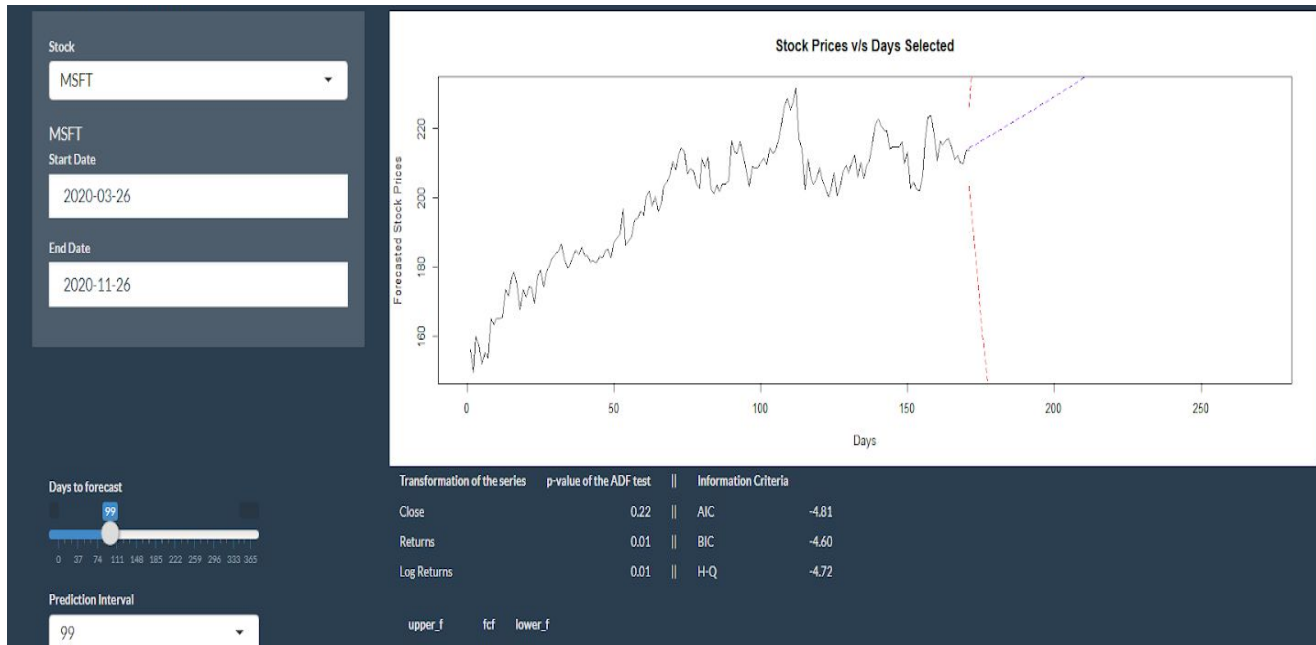 Stock
MSFT
MSFT
Start Date
2020-03-26
End Date
2020-11-26
Stock Prices v/s Days Selected
Forecasted Stock Prices
220
200
180
160
0 50 100 150 200 250
Days
Days to forecast
99
0 37 74 111 148 185 222 259 296 333 365
Prediction Interval
99
Transformation of the series p-value of the ADF test || Information Criteria
Close 0.22 || AIC -4.81
Returns 0.01 || BIC -4.60
Log Returns 0.01 || H-Q -4.72
upper_f fcf lower_f